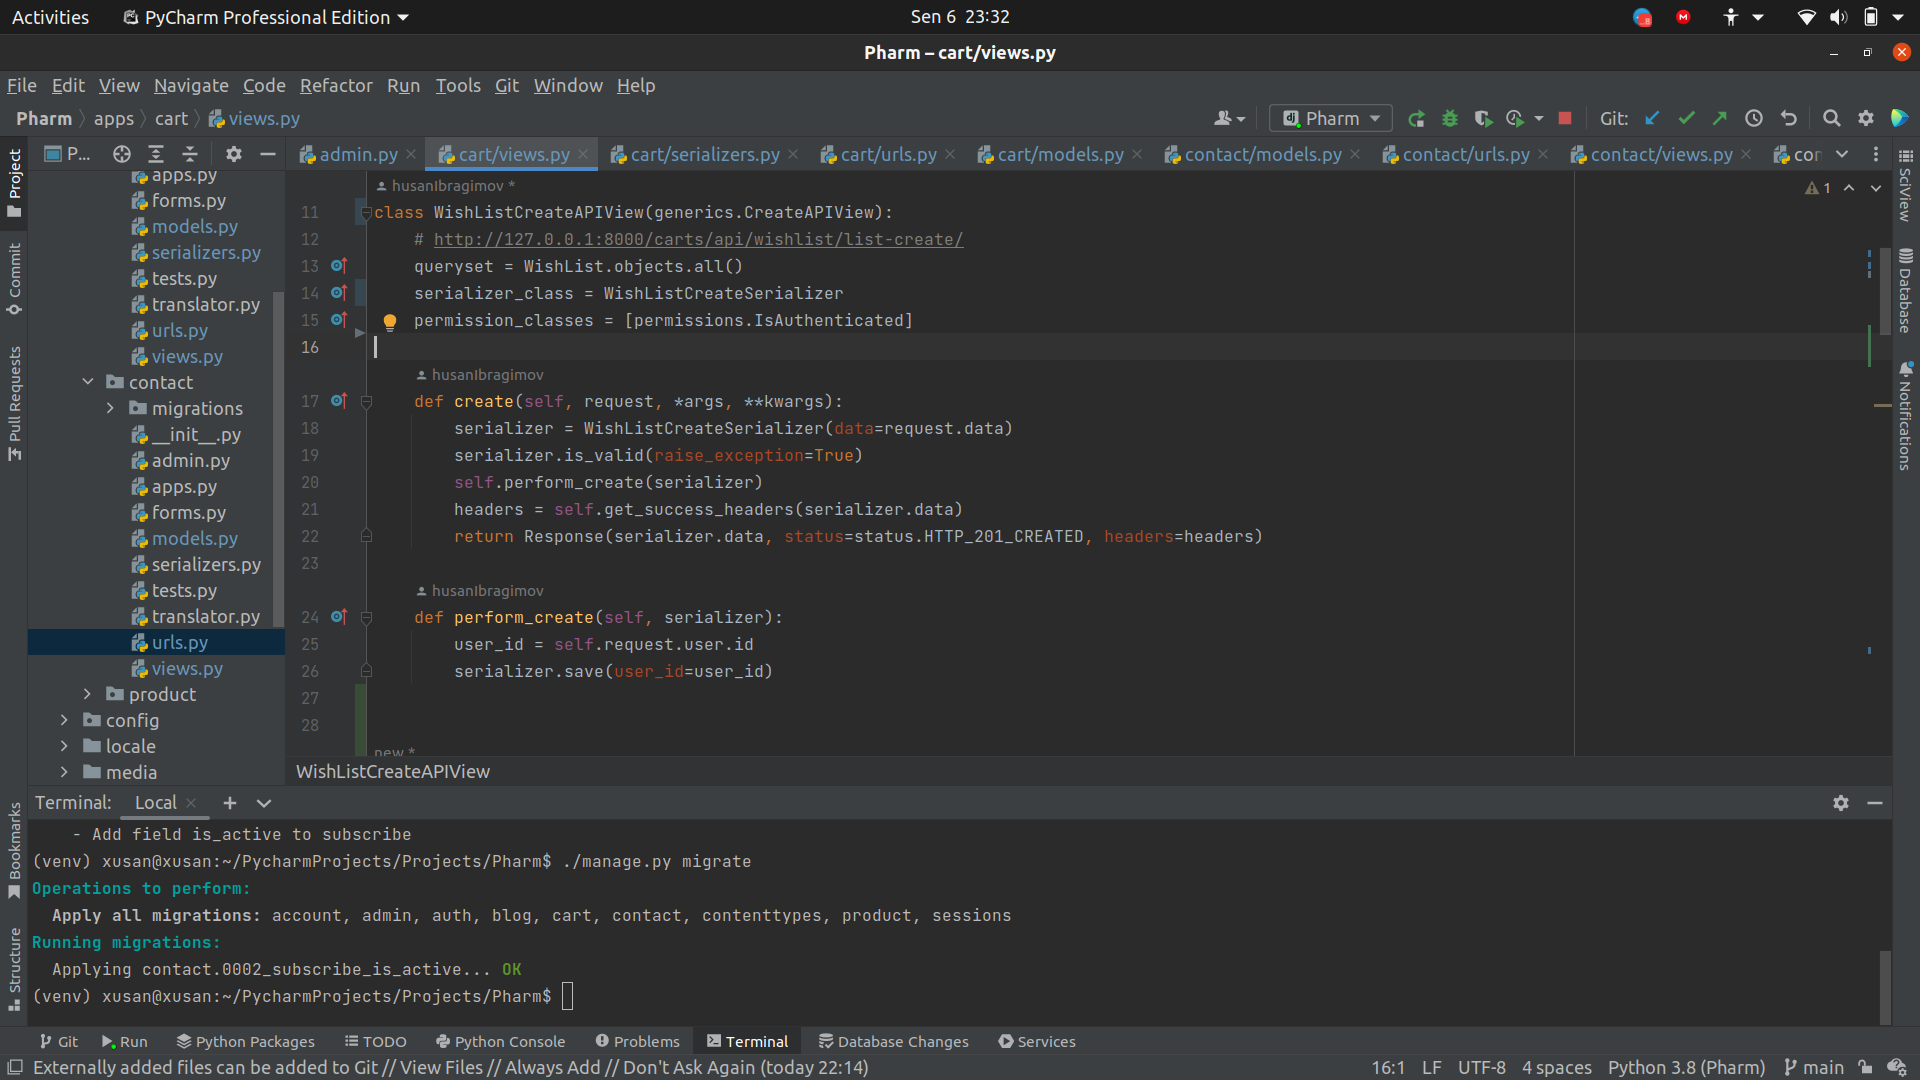 Activities
PyCharm Professional Edition
Sen 6 23:32
Pharm – cart/views.py
File Edit View Navigate Code Refactor Run Tools Git Window Help
Pharm apps cart views.py
Pharm
Git:
Project
Commit
Pull Requests
Bookmarks
Structure
P...
apps.py
forms.py
models.py
serializers.py
tests.py
translator.py
urls.py
views.py
contact
migrations
__init__.py
admin.py
apps.py
forms.py
models.py
serializers.py
tests.py
translator.py
urls.py
views.py
product
config
locale
media
admin.py cart/views.py cart/serializers.py cart/urls.py cart/models.py contact/models.py contact/urls.py contact/views.py cor
1
husanIbragimov *
11 class WishListCreateAPIView(generics.CreateAPIView):
12 # http://127.0.0.1:8000/carts/api/wishlist/list-create/
13 queryset = WishList.objects.all()
14 serializer_class = WishListCreateSerializer
15 permission_classes = [permissions.IsAuthenticated]
16
husanIbragimov
17 def create(self, request, *args, **kwargs):
18 serializer = WishListCreateSerializer(data=request.data)
19 serializer.is_valid(raise_exception=True)
20 self.perform_create(serializer)
21 headers = self.get_success_headers(serializer.data)
22 return Response(serializer.data, status=status.HTTP_201_CREATED, headers=headers)
23
husanIbragimov
24 def perform_create(self, serializer):
25 user_id = self.request.user.id
26 serializer.save(user_id=user_id)
27
28
new *
WishListCreateAPIView
SciView
Database
Notifications
Terminal: Local
- Add field is_active to subscribe
(venv) xusan@xusan:~/PycharmProjects/Projects/Pharm$ ./manage.py migrate
Operations to perform:
Apply all migrations: account, admin, auth, blog, cart, contact, contenttypes, product, sessions
Running migrations:
Applying contact.0002_subscribe_is_active... OK
(venv) xusan@xusan:~/PycharmProjects/Projects/Pharm$
Git Run Python Packages TODO Python Console Problems Terminal Database Changes Services
Externally added files can be added to Git // View Files // Always Add // Don't Ask Again (today 22:14)
16:1 LF UTF-8 4 spaces Python 3.8 (Pharm) main